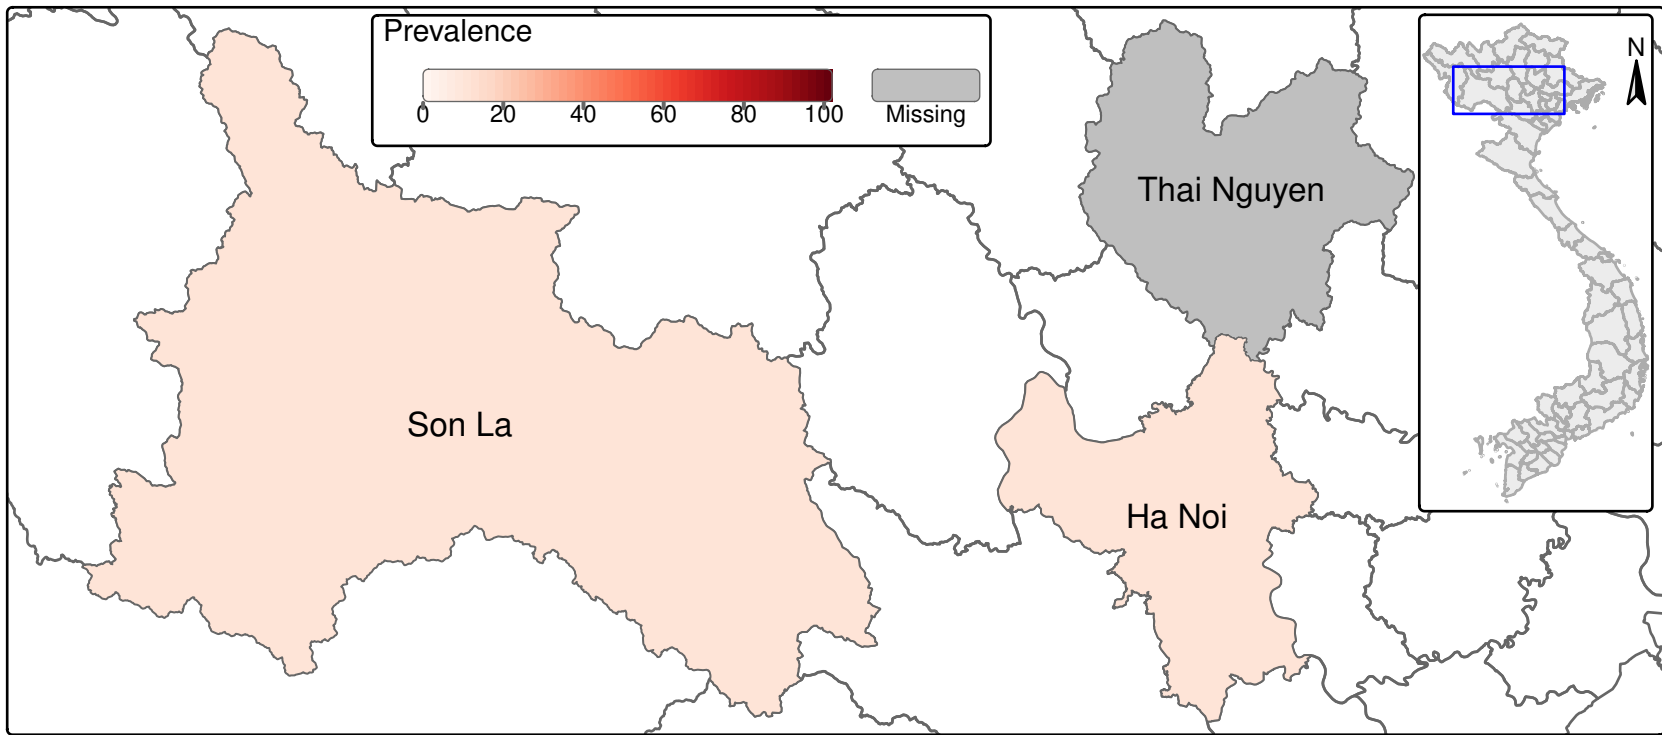 Prevalence
0 20 40 60 80 100
Missing
N
Thai Nguyen
Son La
Ha Noi